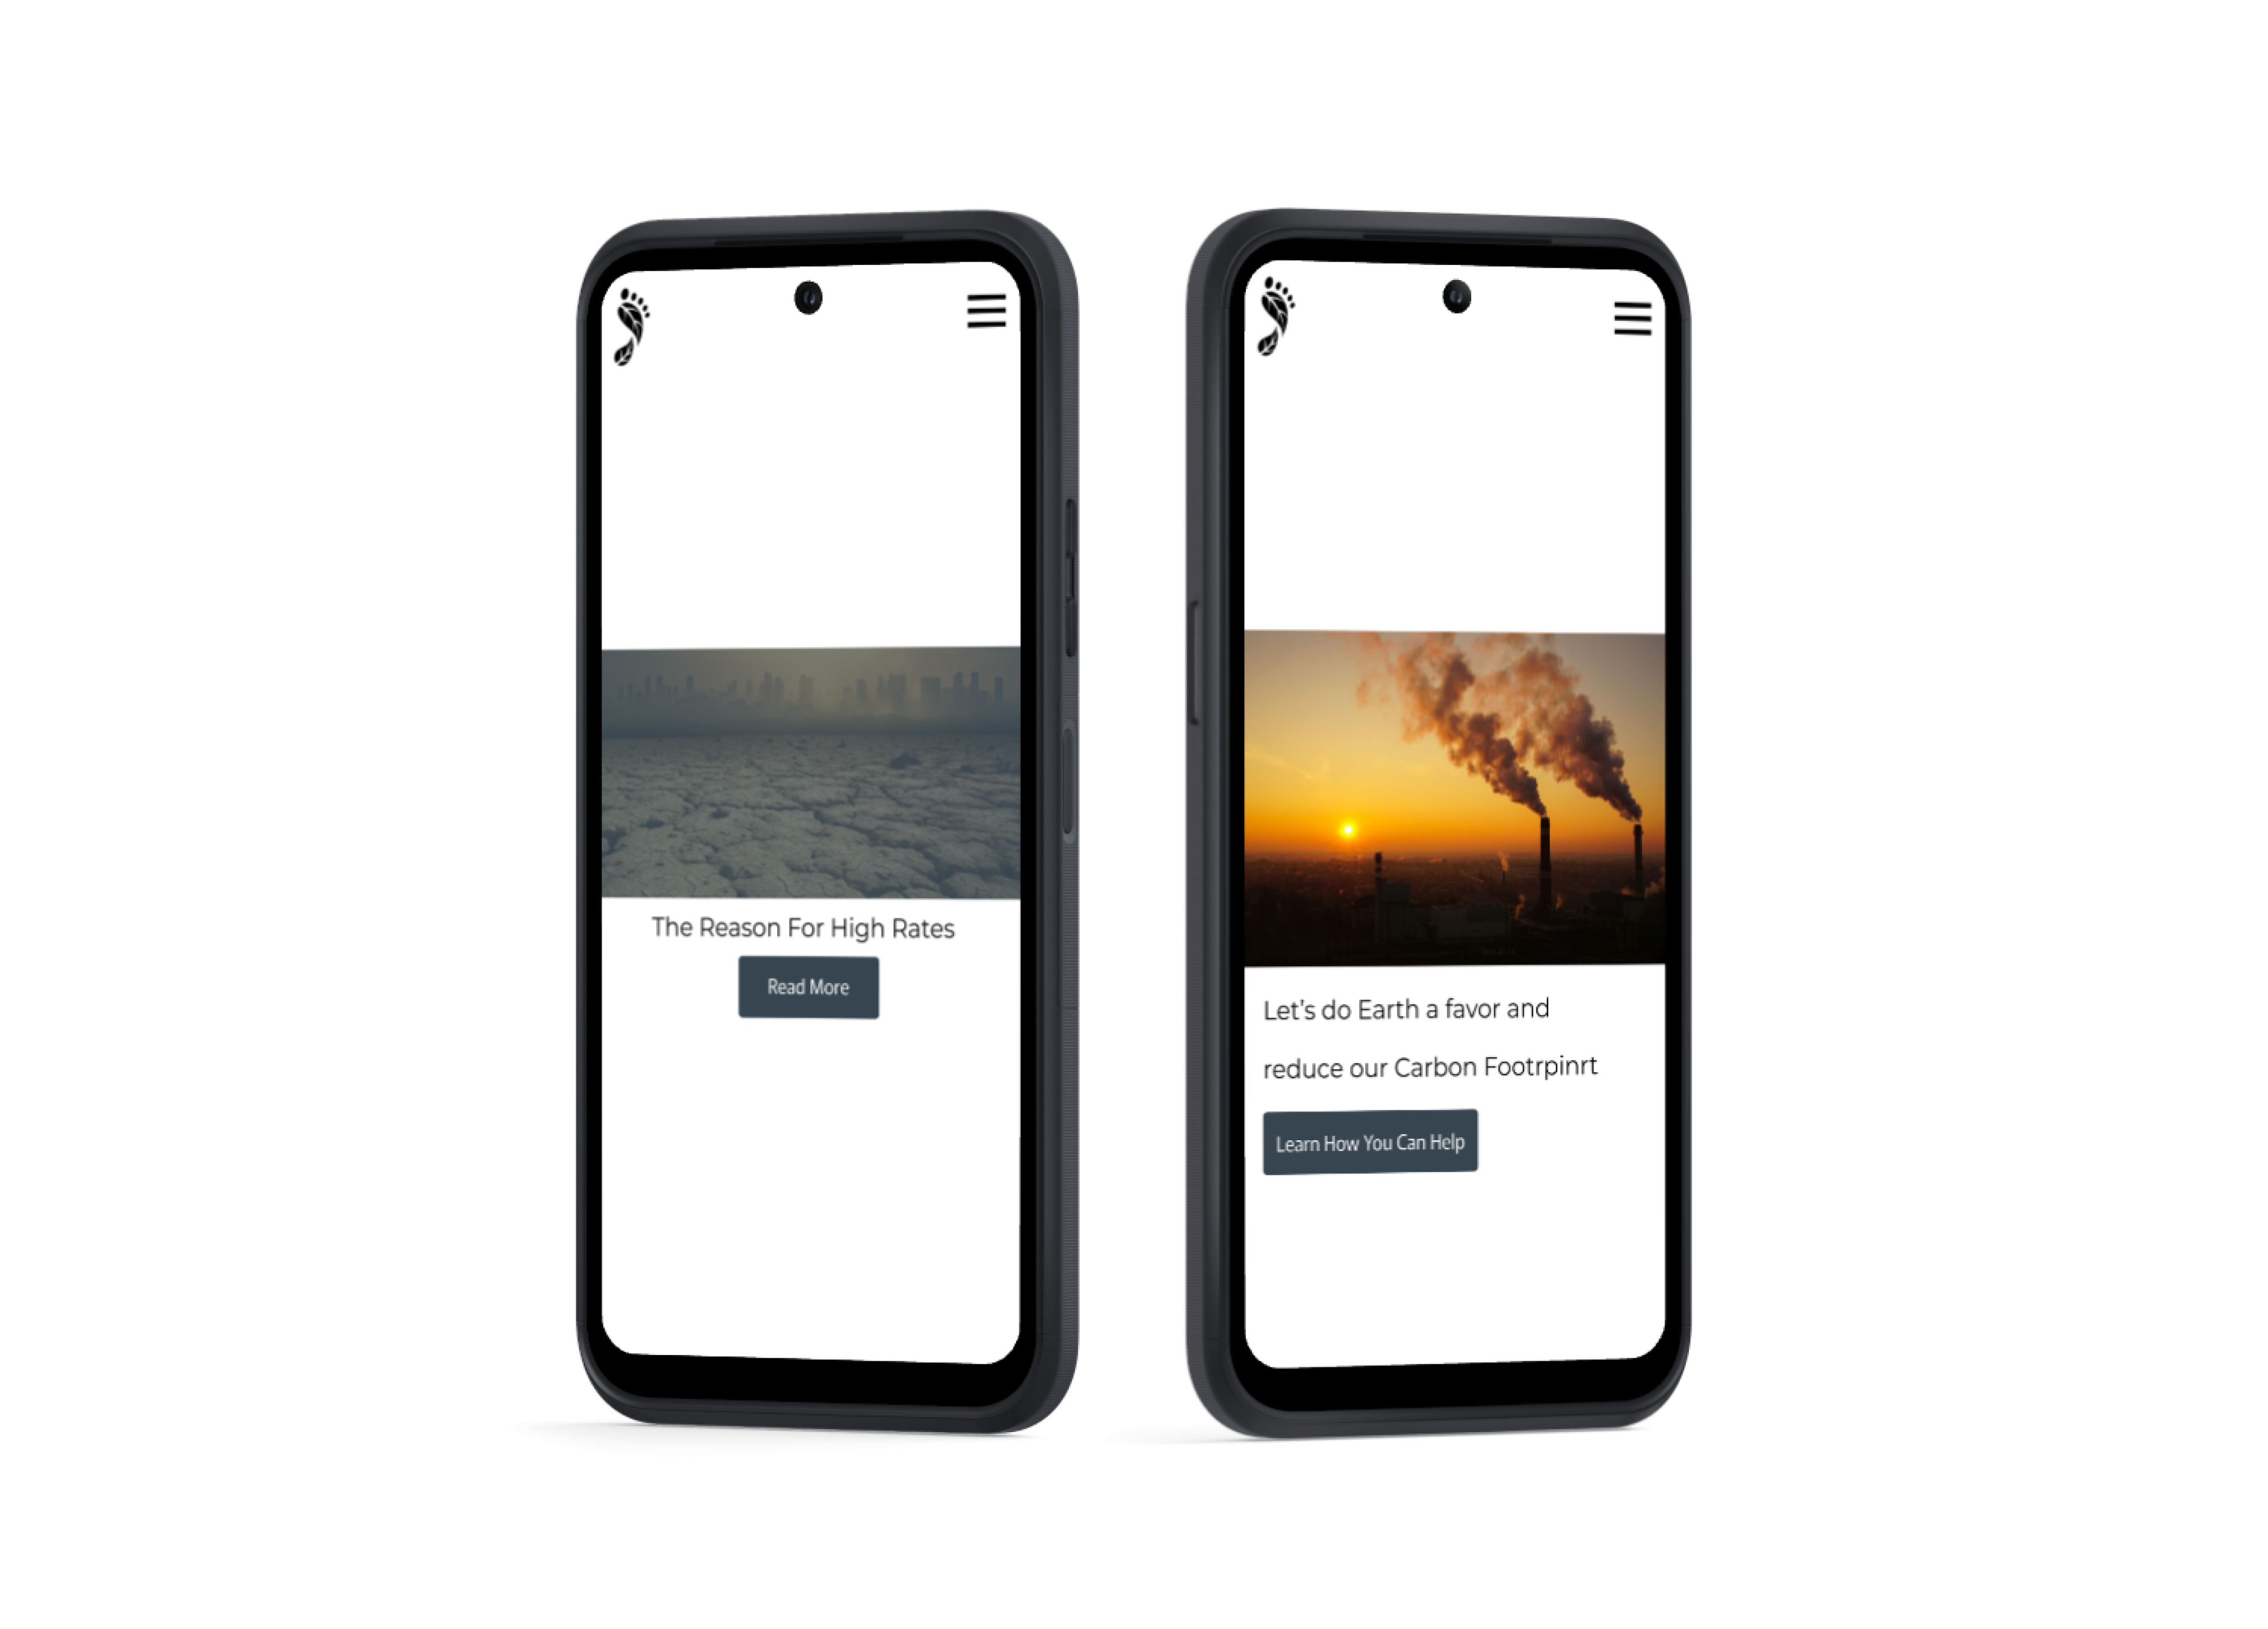 The Reason For High Rates
Read More
Let's do Earth a favor and
reduce our Carbon Footrpinrt
Learn How You Can Help